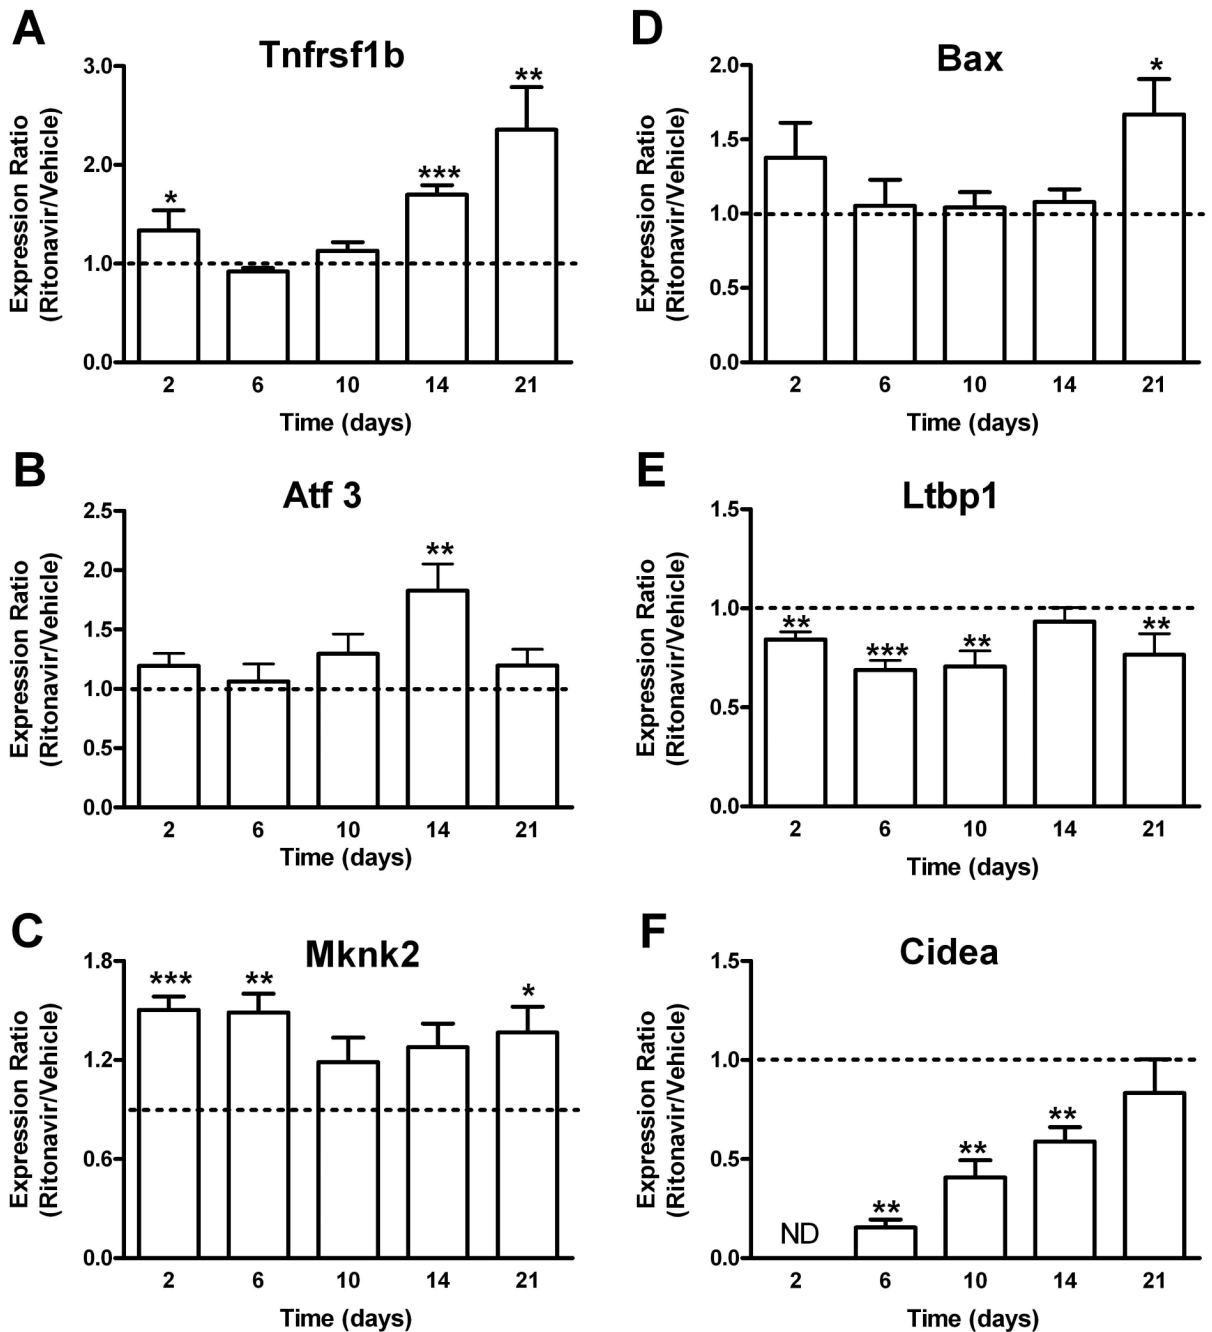 A
Tnfrsf1b
Expression Ratio
(Ritonavir/Vehicle)
3.0
2.0
1.0
0.0
*
***
**
2 6 10 14 21
Time (days)
D
Bax
Expression Ratio
(Ritonavir/Vehicle)
2.0
1.5
1.0
0.5
0.0
*
2 6 10 14 21
Time (days)
B
Atf 3
Expression Ratio
(Ritonavir/Vehicle)
2.5
2.0
1.5
1.0
0.5
0.0
**
2 6 10 14 21
Time (days)
E
Ltbp1
Expression Ratio
(Ritonavir/Vehicle)
1.5
1.0
0.5
0.0
** *** ** **
2 6 10 14 21
Time (days)
C
Mknk2
Expression Ratio
(Ritonavir/Vehicle)
1.8
1.2
0.6
0.0
*** ** *
2 6 10 14 21
Time (days)
F
Cidea
Expression Ratio
(Ritonavir/Vehicle)
1.5
1.0
0.5
0.0
ND ** ** **
2 6 10 14 21
Time (days)